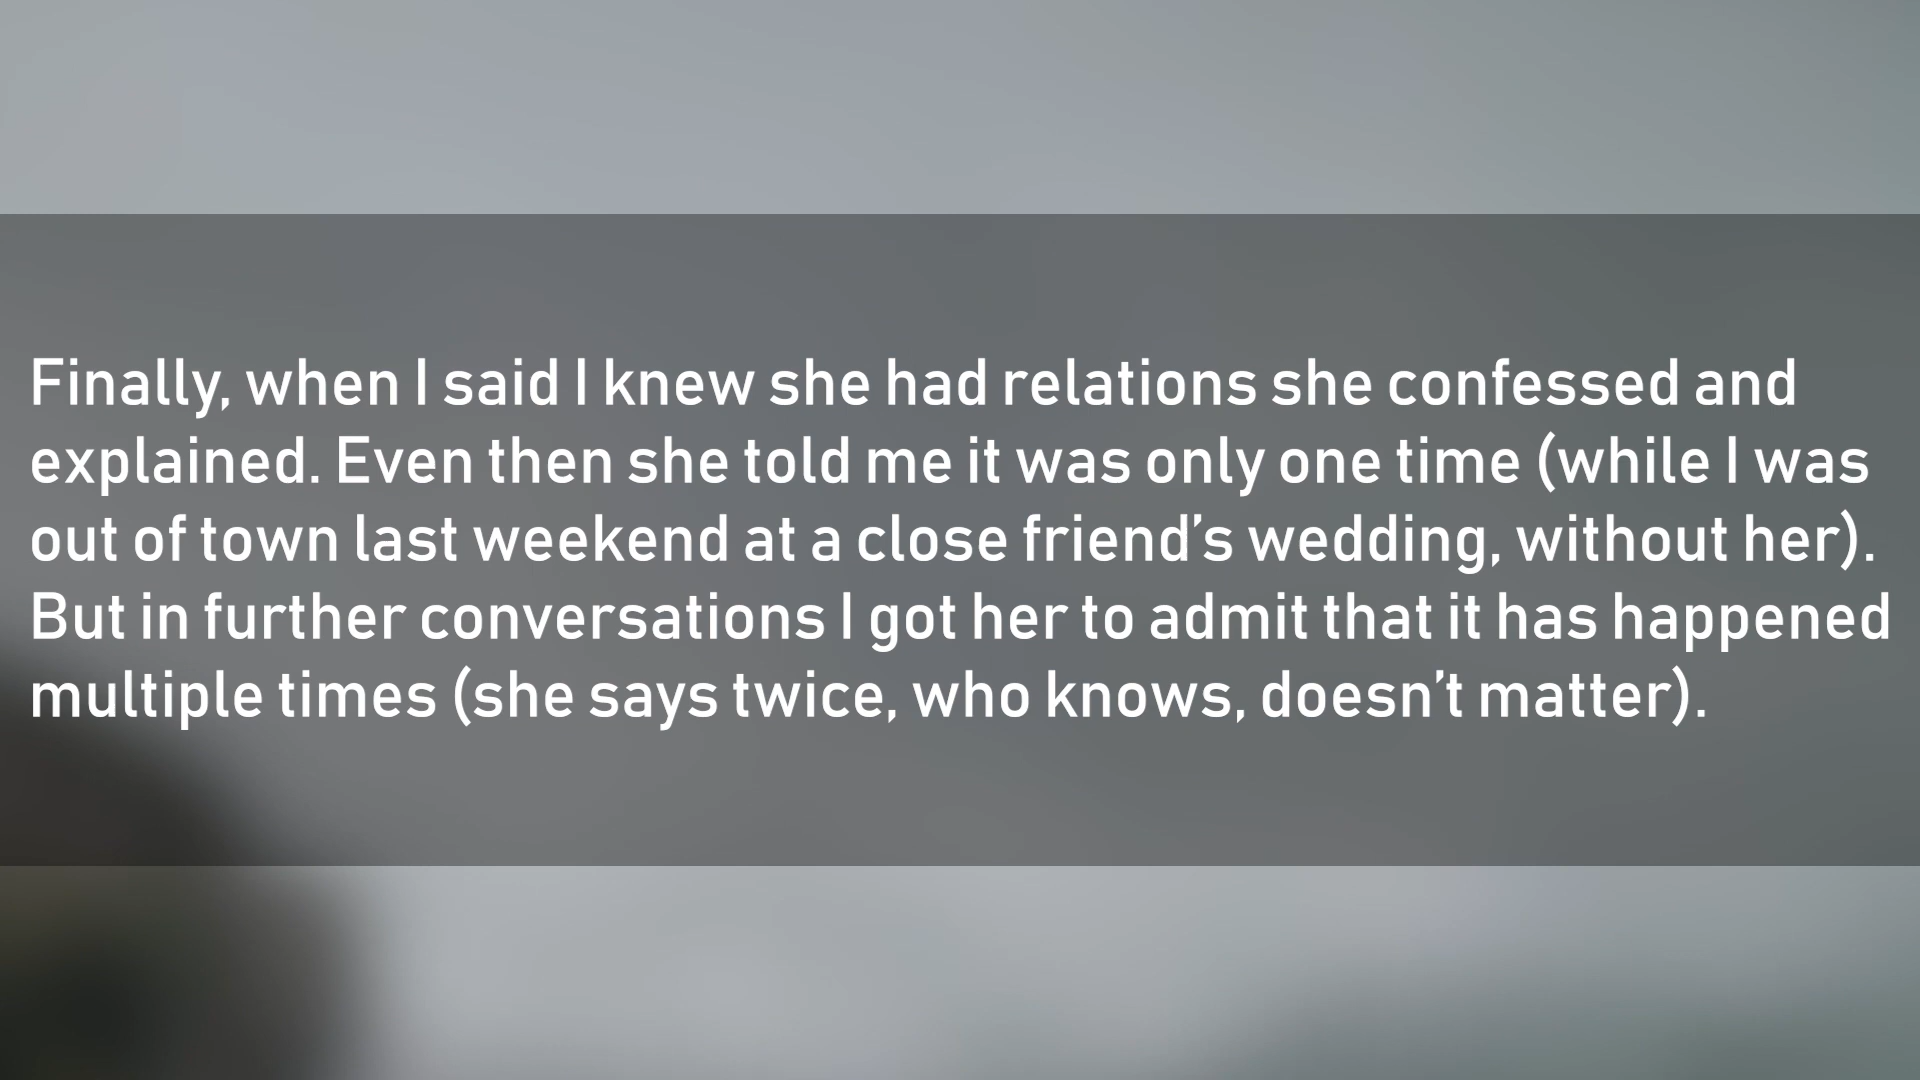 Finally, when I said I knew she had relations she confessed and
explained. Even then she told me it was only one time (while I was
out of town last weekend at a close friend’s wedding, without her).
But in further conversations I got her to admit that it has happened
multiple times (she says twice, who knows, doesn’t matter).